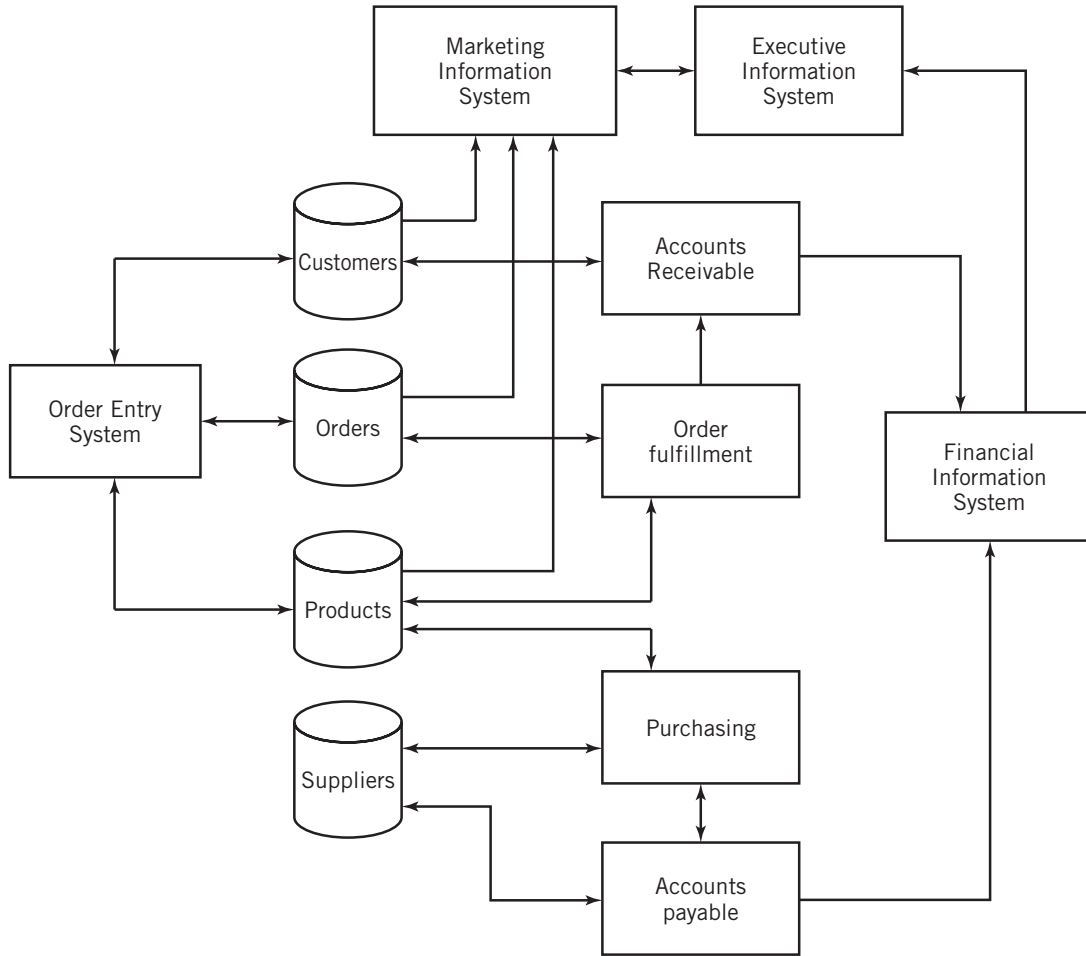 Marketing
Information
System
Executive
Information
System
Customers
Accounts
Receivable
Order Entry
System
Orders
Order
fulfillment
Financial
Information
System
Products
Purchasing
Suppliers
Accounts
payable